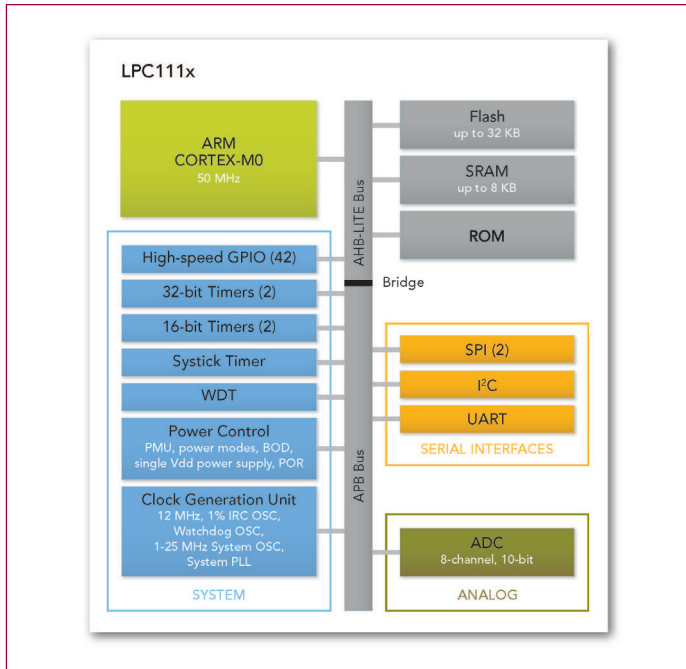 LPC111x
ARM
CORTEX-M0
50 MHz
Flash
up to 32 KB
SRAM
up to 8 KB
ROM
AHB-LITE Bus
Bridge
APB Bus
High-speed GPIO (42)
32-bit Timers (2)
16-bit Timers (2)
Systick Timer
WDT
Power Control
PMU, power modes, BOD,
single Vdd power supply, POR
Clock Generation Unit
12 MHz, 1% IRC OSC,
Watchdog OSC,
1-25 MHz System OSC,
System PLL
SYSTEM
SPI (2)
I²C
UART
SERIAL INTERFACES
ADC
8-channel, 10-bit
ANALOG